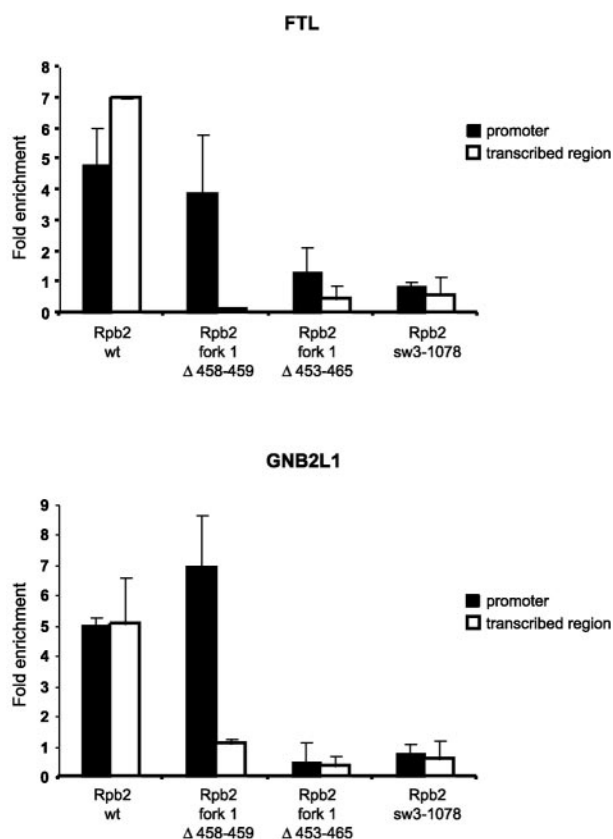 FTL
Fold enrichment
8
7
6
5
4
3
2
1
0
promoter
transcribed region
Rpb2 wt
Rpb2 fork 1 Δ 458-459
Rpb2 fork 1 Δ 453-465
Rpb2 sw3-1078
GNB2L1
Fold enrichment
9
8
7
6
5
4
3
2
1
0
promoter
transcribed region
Rpb2 wt
Rpb2 fork 1 Δ 458-459
Rpb2 fork 1 Δ 453-465
Rpb2 sw3-1078